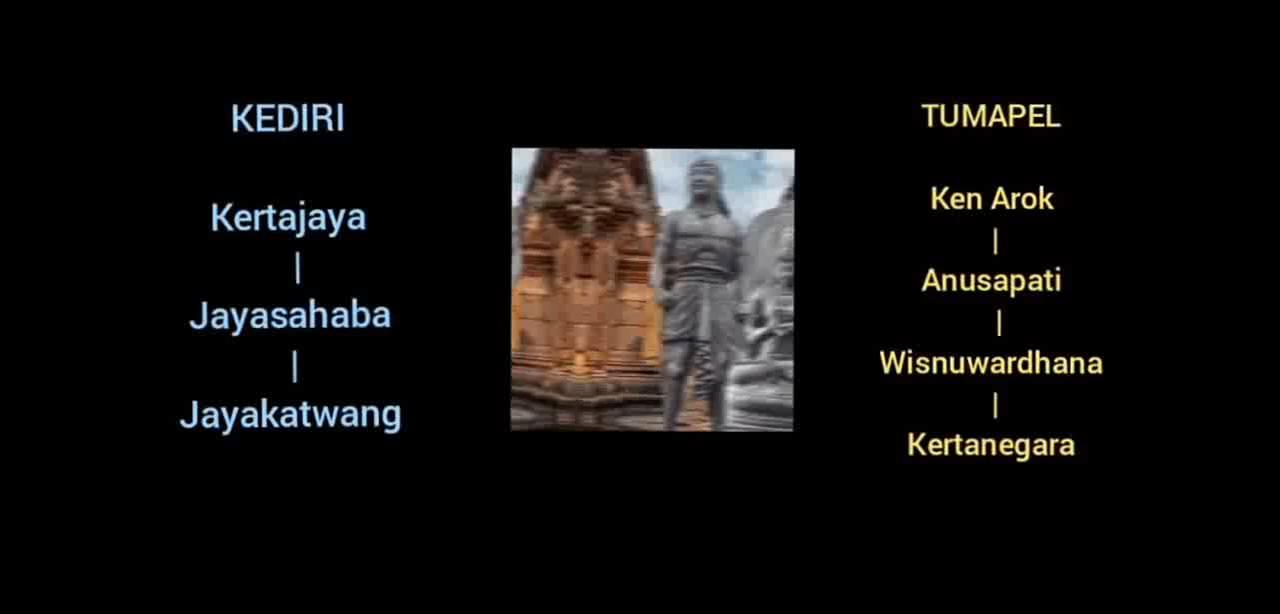 KEDIRI
Kertajaya
|
Jayasahaba
|
Jayakatwang
TUMAPEL
Ken Arok
|
Anusapati
|
Wisnuwardhana
|
Kertanegara